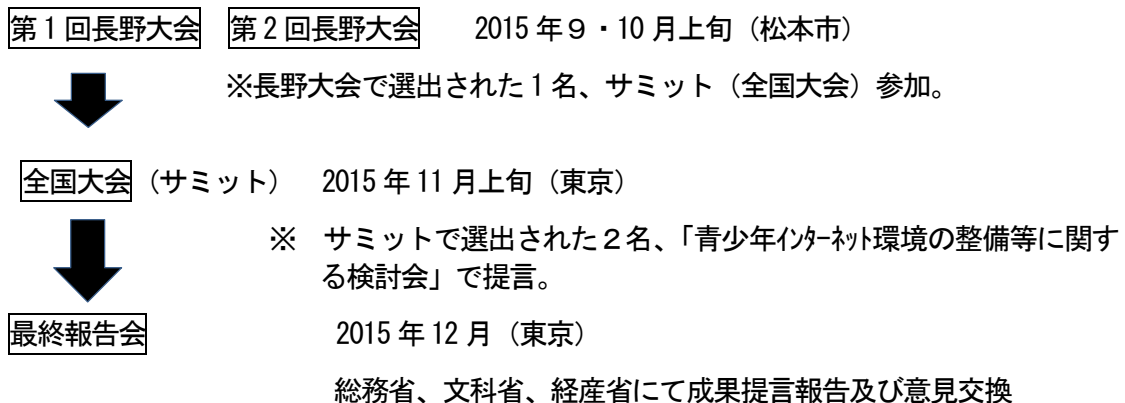 第1回長野大会 第2回長野大会 2015年９・10月上旬（松本市）
※長野大会で選出された1名、サミット（全国大会）参加。
全国大会（サミット） 2015年11月上旬（東京）
※ サミットで選出された２名、「青少年ｲﾝﾀｰﾈｯﾄ環境の整備等に関す
る検討会」で提言。
最終報告会 2015年12月（東京）
総務省、文科省、経産省にて成果提言報告及び意見交換